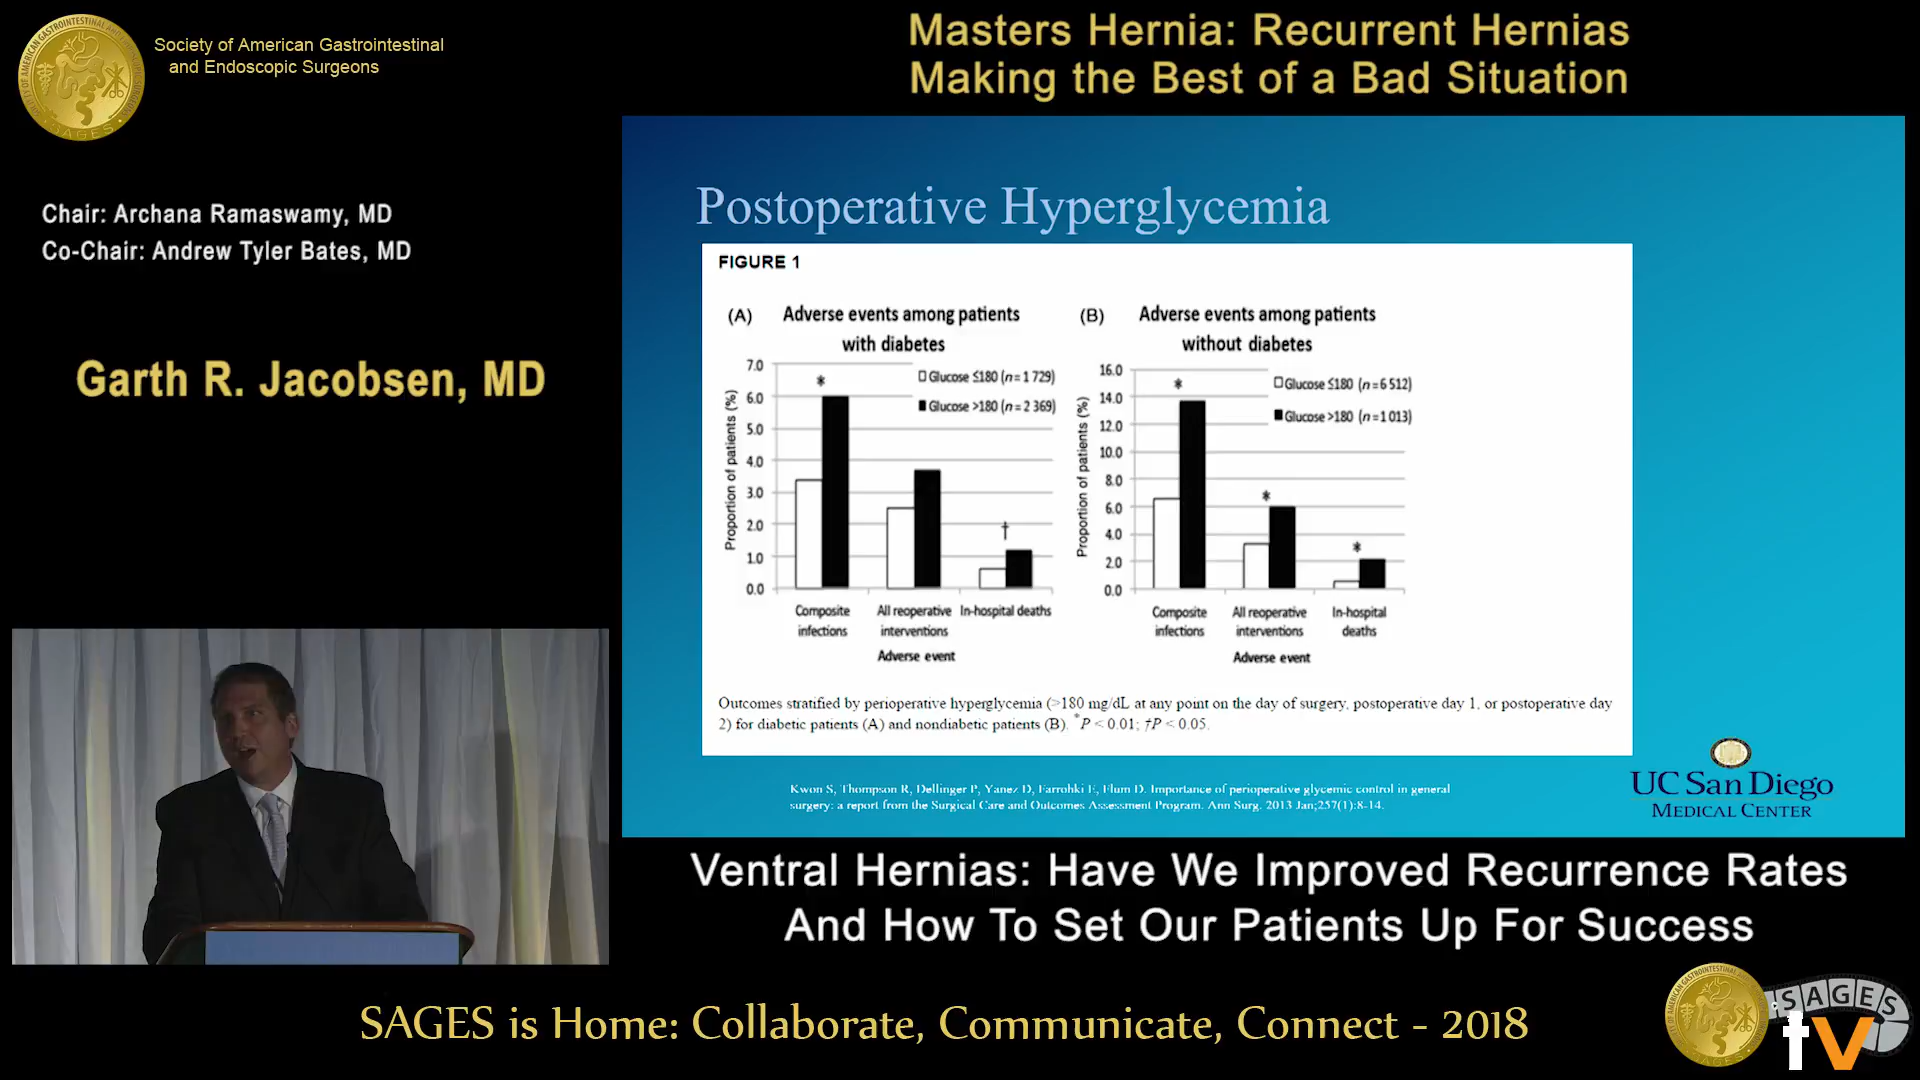 Society of American Gastrointestinal
and Endoscopic Surgeons
Masters Hernia: Recurrent Hernias
Making the Best of a Bad Situation
Chair: Archana Ramaswamy, MD
Co-Chair: Andrew Tyler Bates, MD
Garth R. Jacobsen, MD
Postoperative Hyperglycemia
FIGURE 1
(A) Adverse events among patients
with diabetes
Glucose ≤180 (n=1 729)
Glucose >180 (n=2 369)
Proportion of patients (%)
7.0
6.0
5.0
4.0
3.0
2.0
1.0
0.0
*
†
Composite
infections
All reoperative
interventions
In-hospital deaths
Adverse event
(B) Adverse events among patients
without diabetes
Glucose ≤180 (n=6 512)
Glucose >180 (n=1 013)
Proportion of patients (%)
16.0
14.0
12.0
10.0
8.0
6.0
4.0
2.0
0.0
*
*
*
Composite
infections
All reoperative
interventions
In-hospital
deaths
Adverse event
Outcomes stratified by perioperative hyperglycemia (>180 mg/dL at any point on the day of surgery, postoperative day 1, or postoperative day
2) for diabetic patients (A) and nondiabetic patients (B). *P < 0.01; †P < 0.05.
Kwon S, Thompson R, Dellinger P, Yanez D, Farrohki E, Flum D. Importance of perioperative glycemic control in general
surgery: a report from the Surgical Care and Outcomes Assessment Program. Ann Surg. 2013 Jan;257(1):8-14.
UC San Diego
MEDICAL CENTER
Ventral Hernias: Have We Improved Recurrence Rates
And How To Set Our Patients Up For Success
SAGES is Home: Collaborate, Communicate, Connect - 2018
SAGES
tv